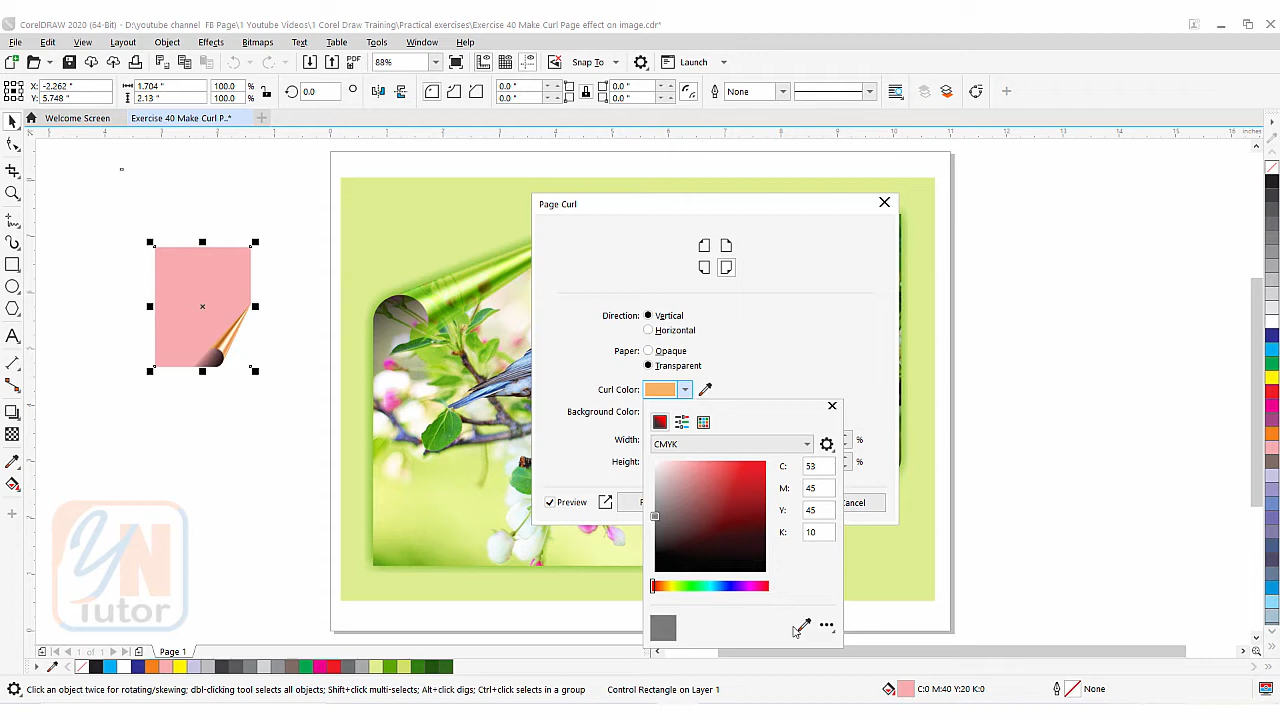 CorelDRAW 2020 (64-Bit) - D:\youtube channel FB Page\1 Youtube Videos\1 Corel Draw Training\Practical exercises\Exercise 40 Make Curl Page effect on image.cdr*
File Edit View Layout Object Effects Bitmaps Text Table Tools Window Help
PDF 88% Snap To Launch
X: -2.262 " 1.704 " 100.0 % 0.0 0.0 " 0.0 " None
Y: 5.748 " 2.13 " 100.0 % 0.0 " 0.0 "
Welcome Screen Exercise 40 Make Curl P...*
inches
Page Curl
Direction: Vertical
Horizontal
Paper: Opaque
Transparent
Curl Color:
Background Color:
CMYK
Width: %
Height: %
C: 53
M: 45
Y: 45
K: 10
Preview Cancel
YN
Tutor
1 of 1 Page 1
Click an object twice for rotating/skewing; dbl-clicking tool selects all objects; Shift+click multi-selects; Alt+click digs; Ctrl+click selects in a group Control Rectangle on Layer 1 C:0 M:40 Y:20 K:0 None